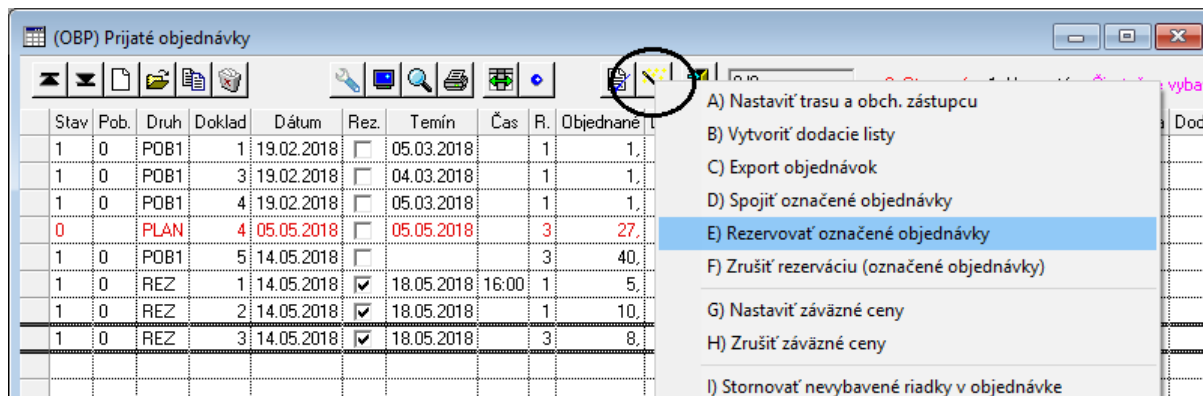 (OBP) Prijaté objednávky
vyba
Stav Pob. Druh Doklad Dátum Rez. Temín Čas R. Objednané Dod
1 0 POB1 1 19.02.2018 05.03.2018 1 1,
1 0 POB1 3 19.02.2018 04.03.2018 1 1,
1 0 POB1 4 19.02.2018 05.03.2018 1 1,
0 PLAN 4 05.05.2018 05.05.2018 3 27,
1 0 POB1 5 14.05.2018 3 40,
1 0 REZ 1 14.05.2018 18.05.2018 16:00 1 5,
1 0 REZ 2 14.05.2018 18.05.2018 1 10,
1 0 REZ 3 14.05.2018 18.05.2018 3 8,
A) Nastaviť trasu a obch. zástupcu
B) Vytvoriť dodacie listy
C) Export objednávok
D) Spojiť označené objednávky
E) Rezervovať označené objednávky
F) Zrušiť rezerváciu (označené objednávky)
G) Nastaviť záväzné ceny
H) Zrušiť záväzné ceny
I) Stornovať nevybavené riadky v objednávke